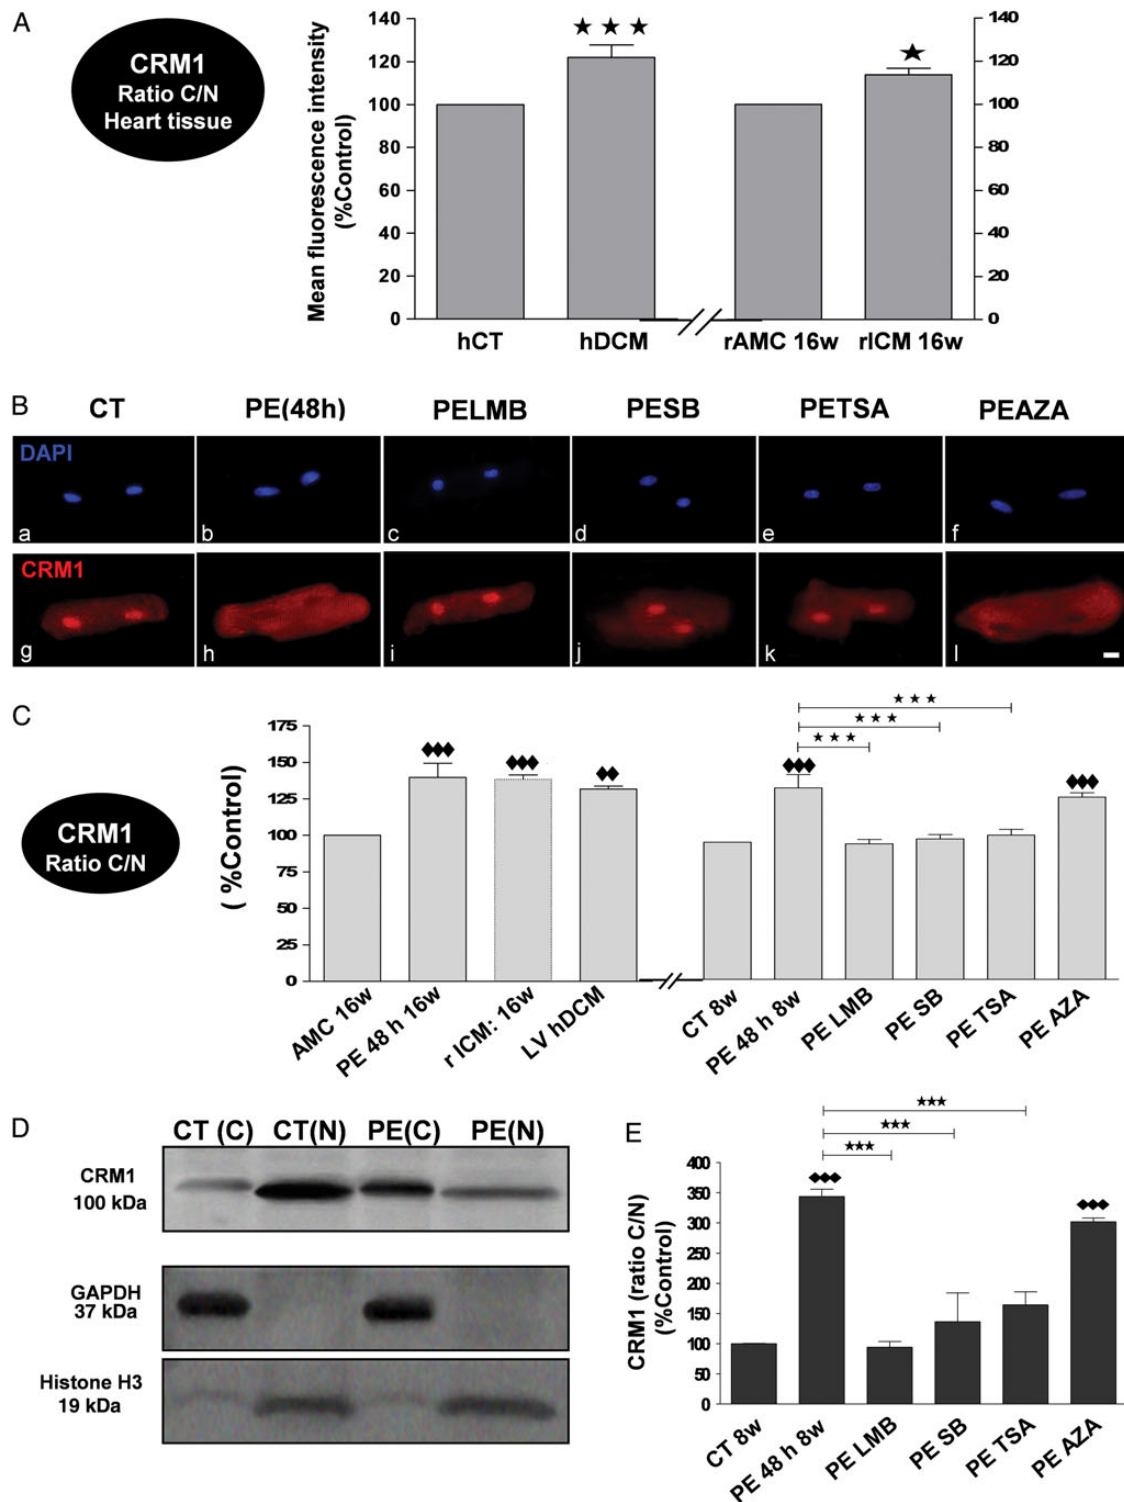 A
CRM1
Ratio C/N
Heart tissue
Mean fluorescence intensity
(%Control)
140
120
100
80
60
40
20
0
140
120
100
80
60
40
20
0
hCT
hDCM
rAMC 16w
rICM 16w
B
CT
PE(48h)
PELMB
PESB
PETSA
PEAZA
DAPI
a
b
c
d
e
f
CRM1
g
h
i
j
k
l
C
CRM1
Ratio C/N
( %Control)
175
150
125
100
75
50
25
0
AMC 16w
PE 48 h 16w
r ICM: 16w
LV hDCM
CT 8w
PE 48 h 8w
PE LMB
PE SB
PE TSA
PE AZA
D
CT (C)
CT(N)
PE(C)
PE(N)
CRM1
100 kDa
GAPDH
37 kDa
Histone H3
19 kDa
E
CRM1 (ratio C/N)
(%Control)
400
350
300
250
200
150
100
50
0
CT 8w
PE 48 h 8w
PE LMB
PE SB
PE TSA
PE AZA